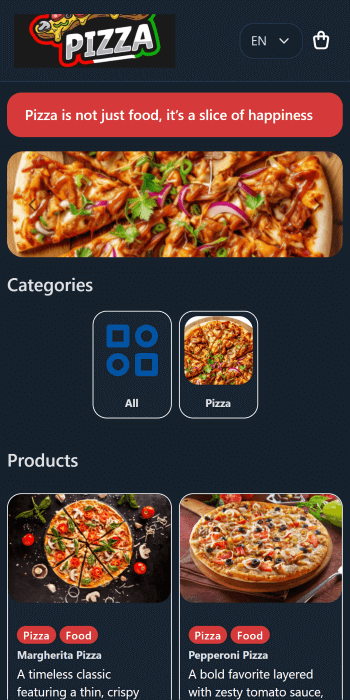 PIZZA
EN
Pizza is not just food, it's a slice of happiness
Categories
All
Pizza
Products
Pizza
Food
Margherita Pizza
A timeless classic
featuring a thin, crispy
Pizza
Food
Pepperoni Pizza
A bold favorite layered
with zesty tomato sauce,